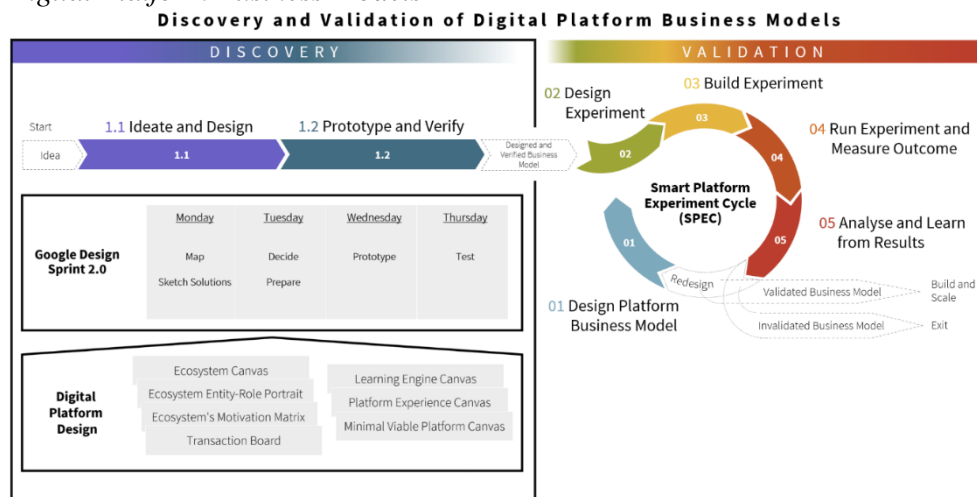 Digital Platform Business Models
Discovery and Validation of Digital Platform Business Models
DISCOVERY
VALIDATION
Start
Idea
1.1 Ideate and Design
1.1
1.2 Prototype and Verify
1.2
Designed and
Verified Business
Model
02 Design
Experiment
02
03 Build Experiment
03
04 Run Experiment and
Measure Outcome
04
Smart Platform
Experiment Cycle
(SPEC)
05 Analyse and Learn
from Results
05
01
01 Design Platform
Business Model
Redesign
Validated Business Model
Build and
Scale
Invalidated Business Model
Exit
Google Design
Sprint 2.0
Monday
Map
Sketch Solutions
Tuesday
Decide
Prepare
Wednesday
Prototype
Thursday
Test
Digital
Platform
Design
Ecosystem Canvas
Ecosystem Entity-Role Portrait
Ecosystem's Motivation Matrix
Transaction Board
Learning Engine Canvas
Platform Experience Canvas
Minimal Viable Platform Canvas